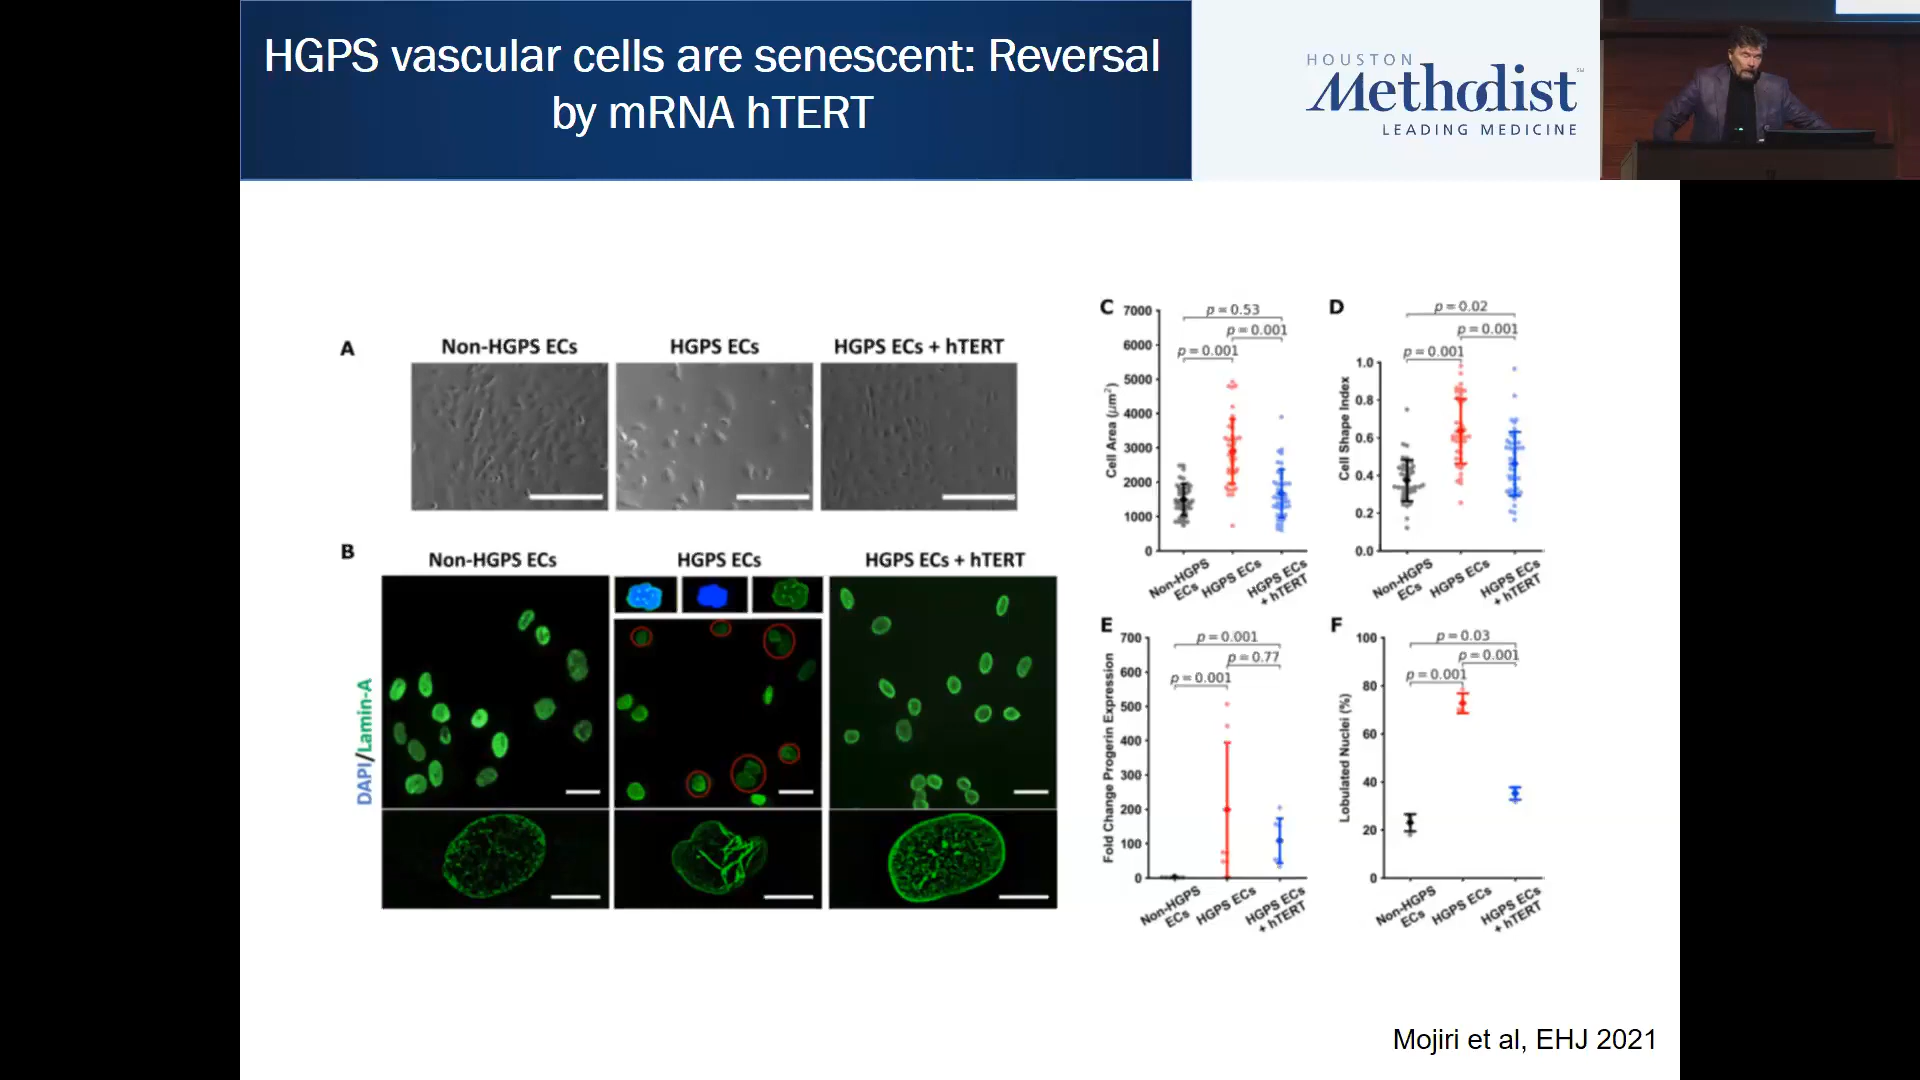 HGPS vascular cells are senescent: Reversal
by mRNA hTERT
HOUSTON
Methodist
LEADING MEDICINE
A
Non-HGPS ECs
HGPS ECs
HGPS ECs + hTERT
B
Non-HGPS ECs
HGPS ECs
HGPS ECs + hTERT
DAPI/Lamin-A
C
7000
6000
5000
4000
3000
2000
1000
0
Cell Area (μm²)
p = 0.53
p = 0.001
p = 0.001
Non-HGPS
ECs
HGPS ECs
HGPS ECs
+ hTERT
D
1.0
0.8
0.6
0.4
0.2
0.0
Cell Shape Index
p = 0.02
p = 0.001
p = 0.001
Non-HGPS
ECs
HGPS ECs
HGPS ECs
+ hTERT
E
700
600
500
400
300
200
100
0
Fold Change Progerin Expression
p = 0.001
p = 0.77
p = 0.001
Non-HGPS
ECs
HGPS ECs
HGPS ECs
+ hTERT
F
100
80
60
40
20
0
Lobulated Nuclei (%)
p = 0.03
p = 0.001
p = 0.001
Non-HGPS
ECs
HGPS ECs
HGPS ECs
+ hTERT
Mojiri et al, EHJ 2021